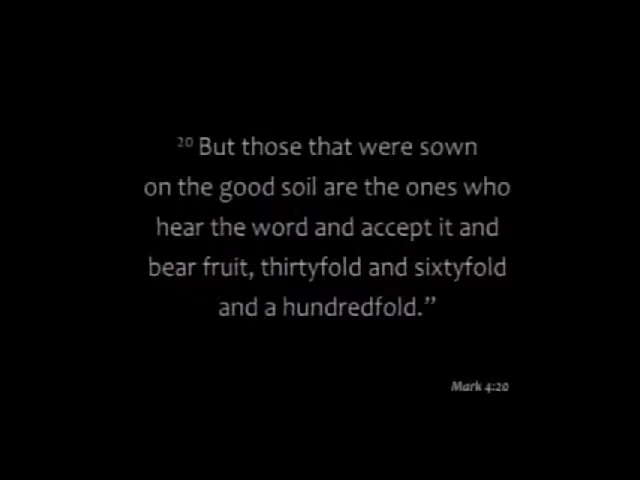 ²⁰ But those that were sown
on the good soil are the ones who
hear the word and accept it and
bear fruit, thirtyfold and sixtyfold
and a hundredfold.”
Mark 4:20